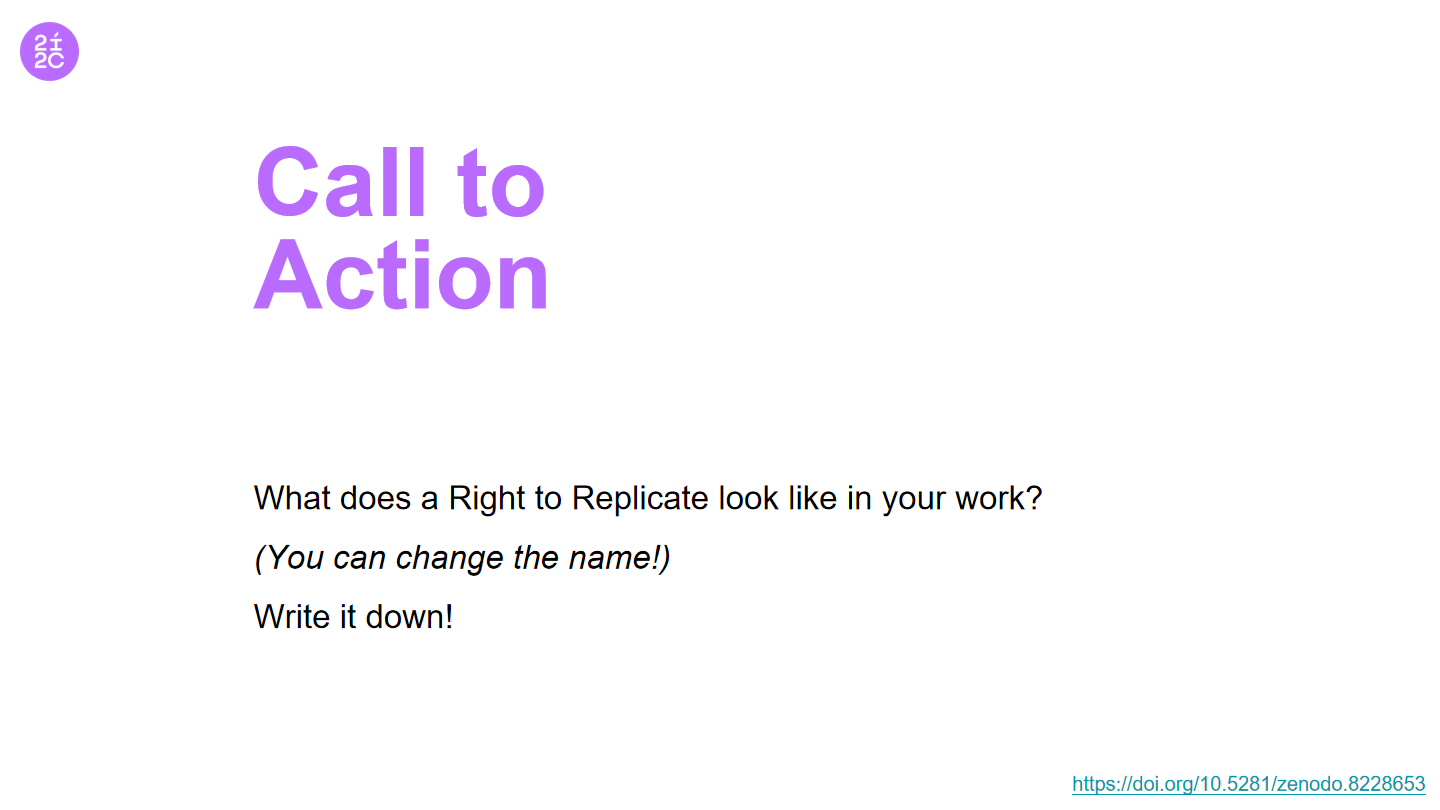 2i
2C
Call to
Action
What does a Right to Replicate look like in your work?
(You can change the name!)
Write it down!
https://doi.org/10.5281/zenodo.8228653